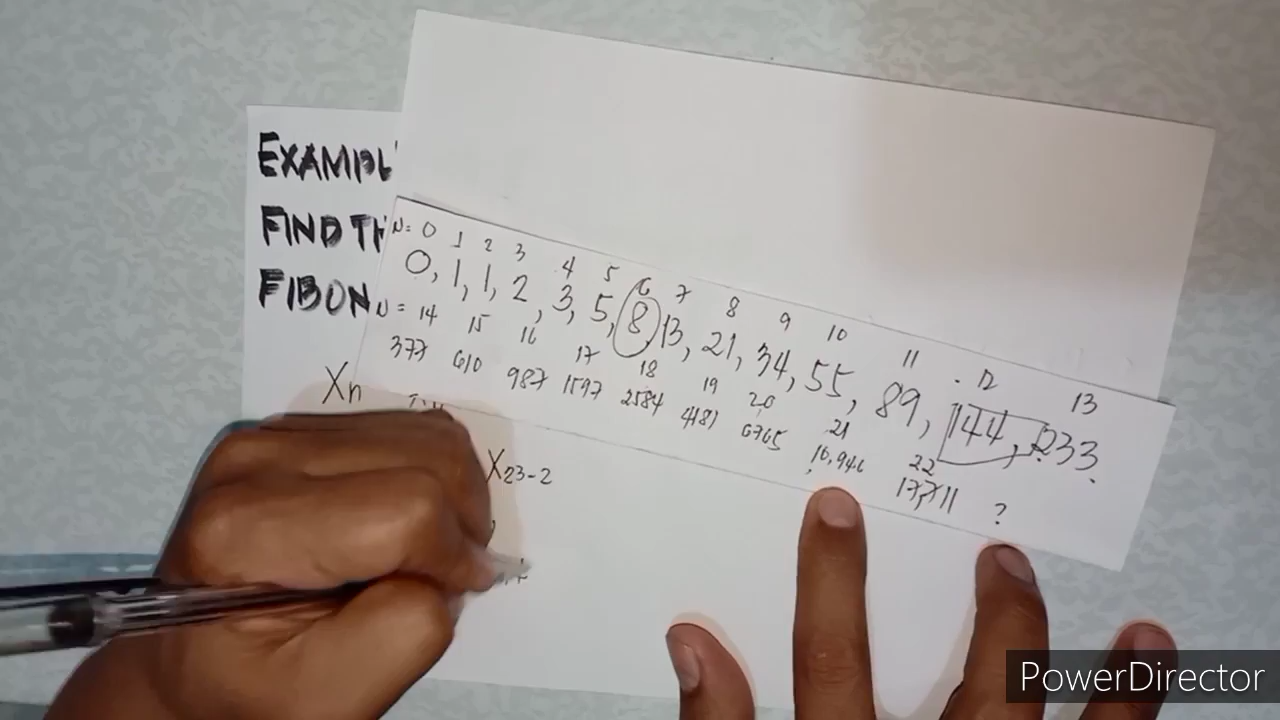 EXAMPL
FIND TH
FIBON
N= 0 1 2 3 4 5 6 7 8 9 10 11 12 13
0, 1, 1, 2, 3, 5, 8 13, 21, 34, 55, 89, 144, 233
N= 14 15 16 17 18 19 20 21 22
377 610 987 1597 2584 4181 6765 10,946 17,711 ?
Xn
X23-2
PowerDirector